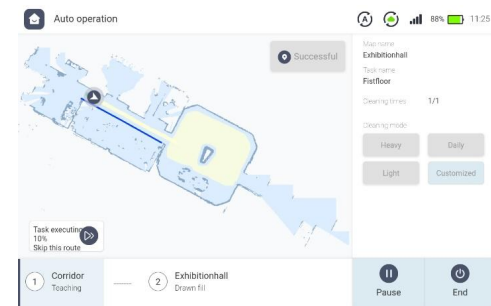 Auto operation
A
88%
11:25
Successful
Map name
Exhibitionhall
Task name
Fistfloor
Cleaning times
1/1
Cleaning mode
Heavy
Daily
Light
Customized
Task executing
10%
Skip this route
1
Corridor
Teaching
2
Exhibitionhall
Drawn fill
Pause
End